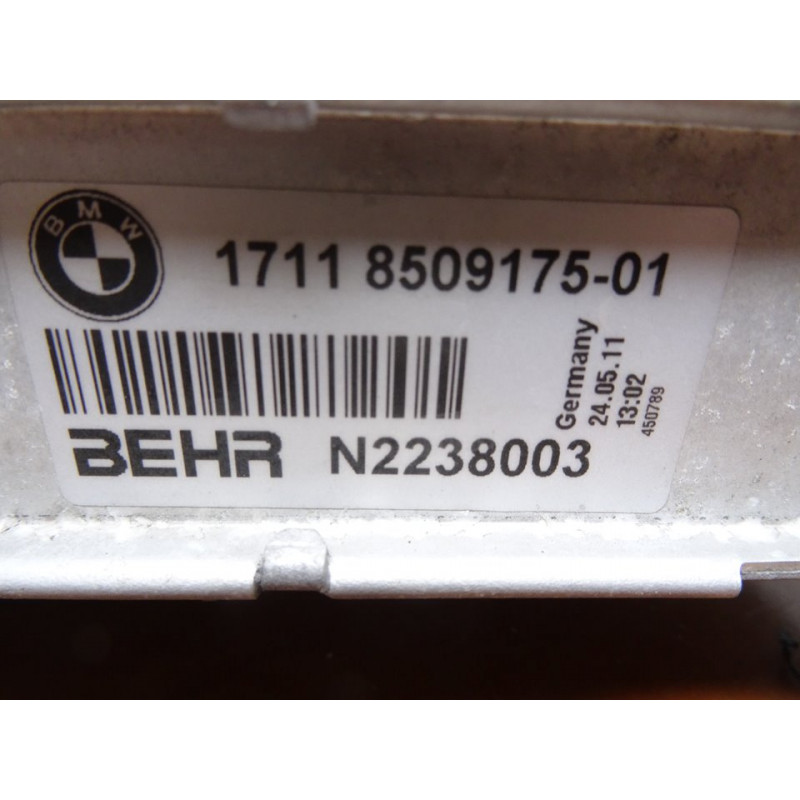 BMW
1711 8509175-01
Germany
24.05.11
13:02
450789
BEHR N2238003